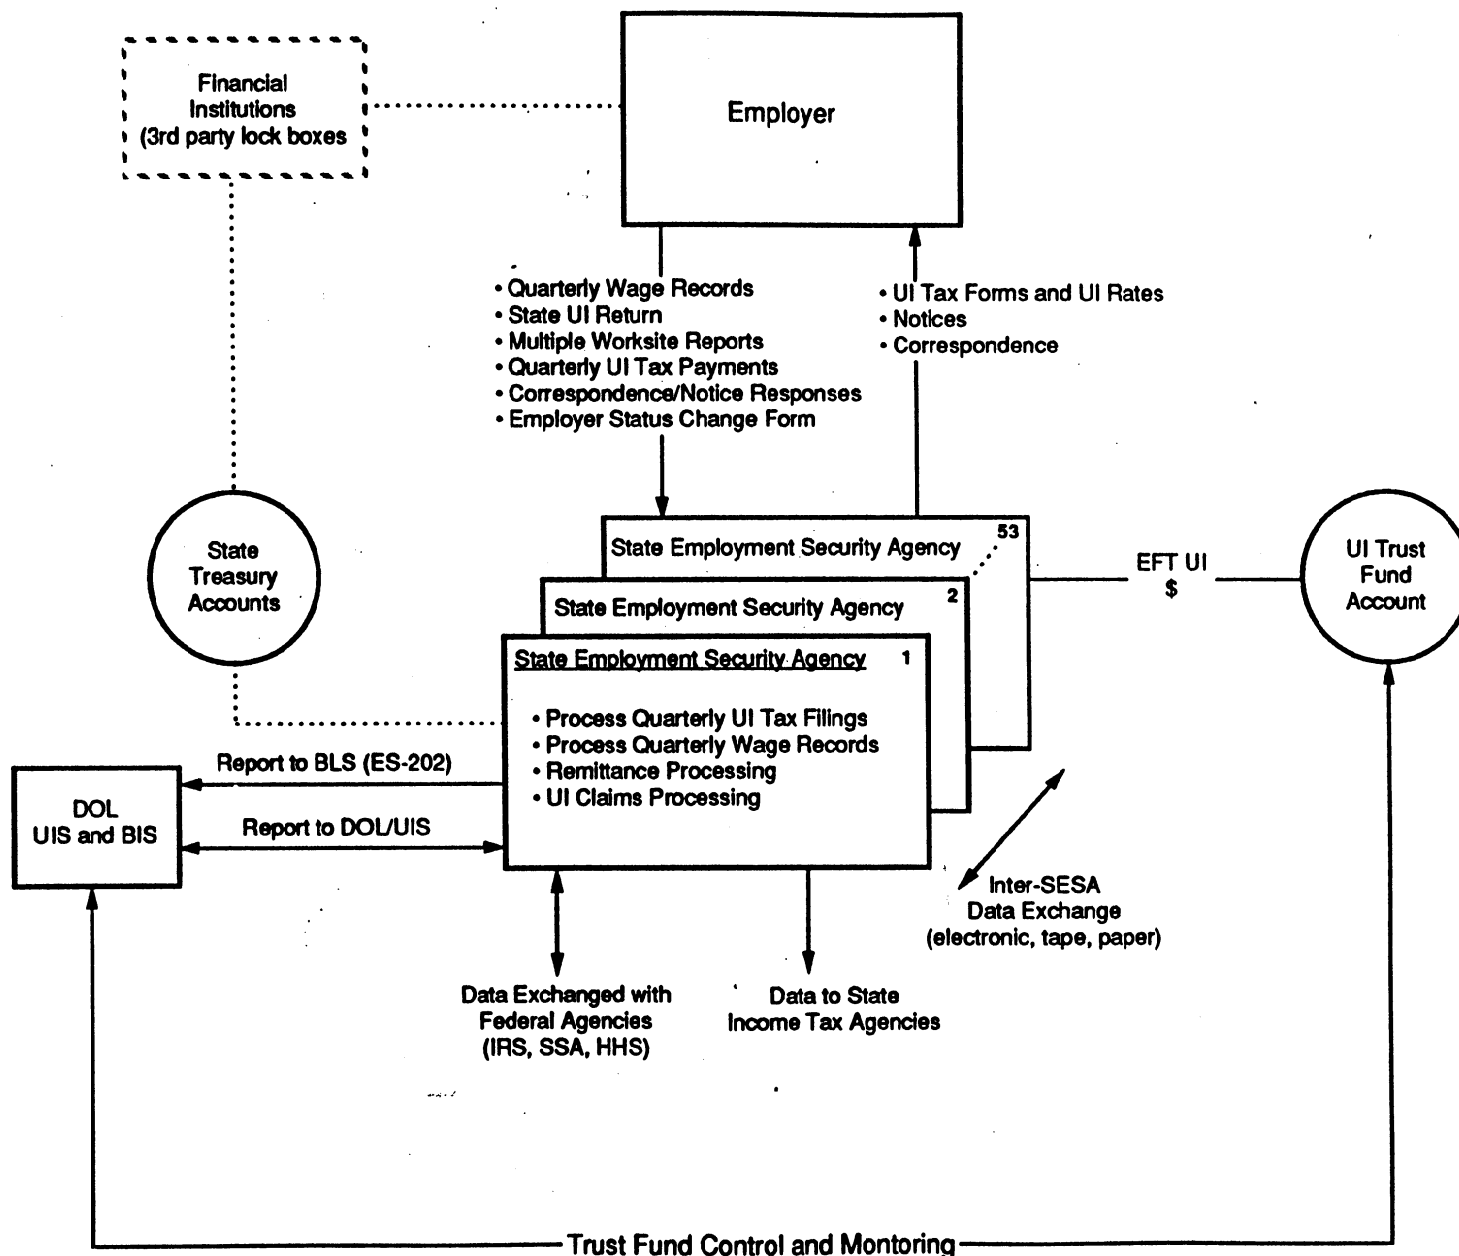 Financial
Institutions
(3rd party lock boxes
Employer
• Quarterly Wage Records
• State UI Return
• Multiple Worksite Reports
• Quarterly UI Tax Payments
• Correspondence/Notice Responses
• Employer Status Change Form
• UI Tax Forms and UI Rates
• Notices
• Correspondence
State
Treasury
Accounts
State Employment Security Agency 53
State Employment Security Agency 2
State Employment Security Agency 1
• Process Quarterly UI Tax Filings
• Process Quarterly Wage Records
• Remittance Processing
• UI Claims Processing
EFT UI
$
UI Trust
Fund
Account
Report to BLS (ES-202)
DOL
UIS and BIS
Report to DOL/UIS
Inter-SESA
Data Exchange
(electronic, tape, paper)
Data Exchanged with
Federal Agencies
(IRS, SSA, HHS)
Data to State
Income Tax Agencies
Trust Fund Control and Montoring